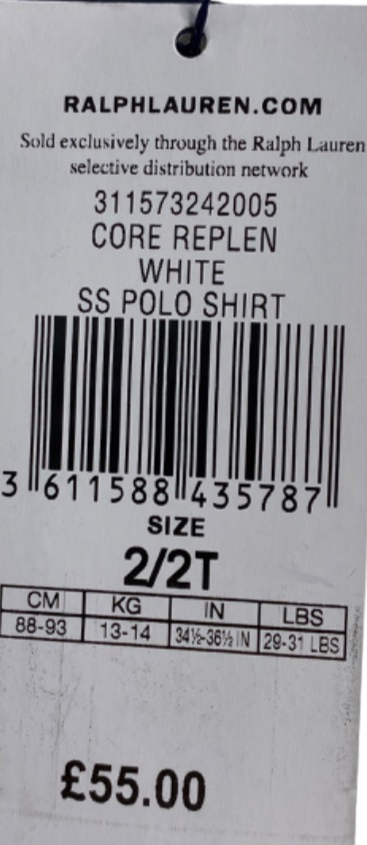 RALPHLAUREN.COM
Sold exclusively through the Ralph Lauren
selective distribution network
311573242005
CORE REPLEN
WHITE
SS POLO SHIRT
3 611588 435787
SIZE
2/2T
CM KG IN LBS
88-93 13-14 34½-36½ IN 29-31 LBS
£55.00